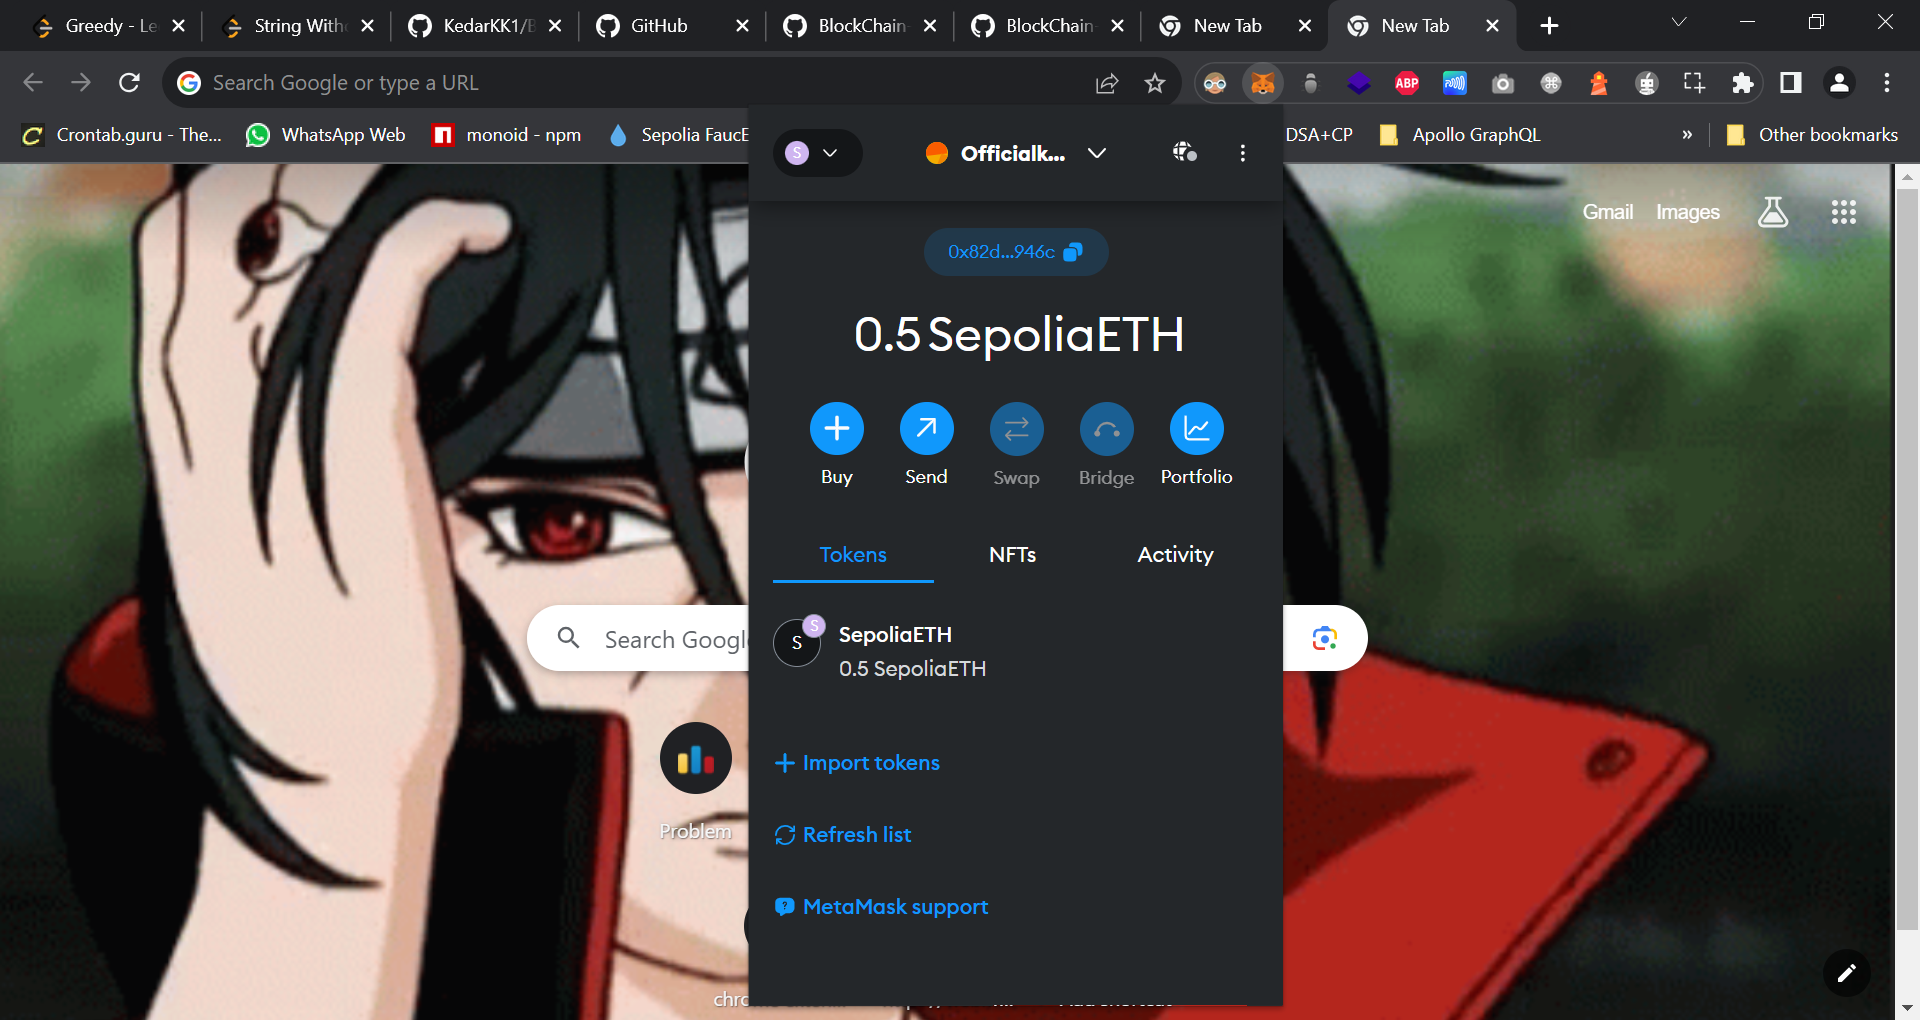 Greedy - Le
String With
KedarKK1/B
GitHub
BlockChain-
BlockChain-
New Tab
New Tab
Search Google or type a URL
ABP
Crontab.guru - The...
WhatsApp Web
monoid - npm
Sepolia FaucE
DSA+CP
Apollo GraphQL
»
Other bookmarks
S
Officialk...
Gmail
Images
0x82d...946c
0.5 SepoliaETH
Buy
Send
Swap
Bridge
Portfolio
Tokens
NFTs
Activity
S
S
SepoliaETH
0.5 SepoliaETH
Search Google
Import tokens
Problem
Refresh list
MetaMask support